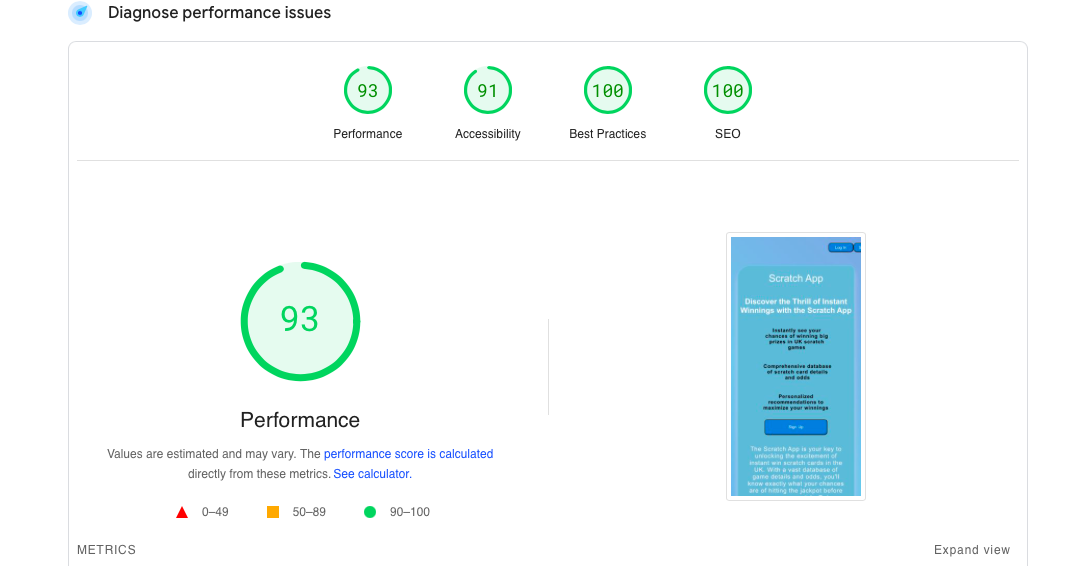 Diagnose performance issues
93
91
100
100
Performance
Accessibility
Best Practices
SEO
93
Performance
Values are estimated and may vary. The performance score is calculated
directly from these metrics. See calculator.
0–49
50–89
90–100
Log in
Scratch App
Discover the Thrill of Instant
Winnings with the Scratch App
Instantly see your
chances of winning big
prizes in UK scratch
games
Comprehensive database
of scratch card details
and odds
Personalized
recommendations to
maximize your winnings
Sign Up
The Scratch App is your key to
unlocking the excitement of
instant win scratch cards in the
UK. With a vast database of
game details and odds, you'll
know exactly what your chances
are of hitting the jackpot before
METRICS
Expand view